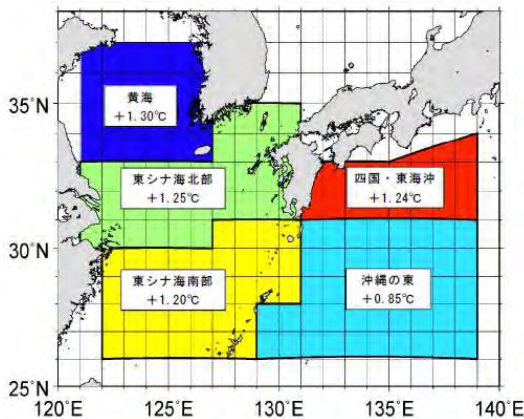 35°N
30°N
25°N
120°E
125°E
130°E
135°E
140°E
黄海
+1.30℃
東シナ海北部
+1.25℃
四国・東海沖
+1.24℃
東シナ海南部
+1.20℃
沖縄の東
+0.85℃